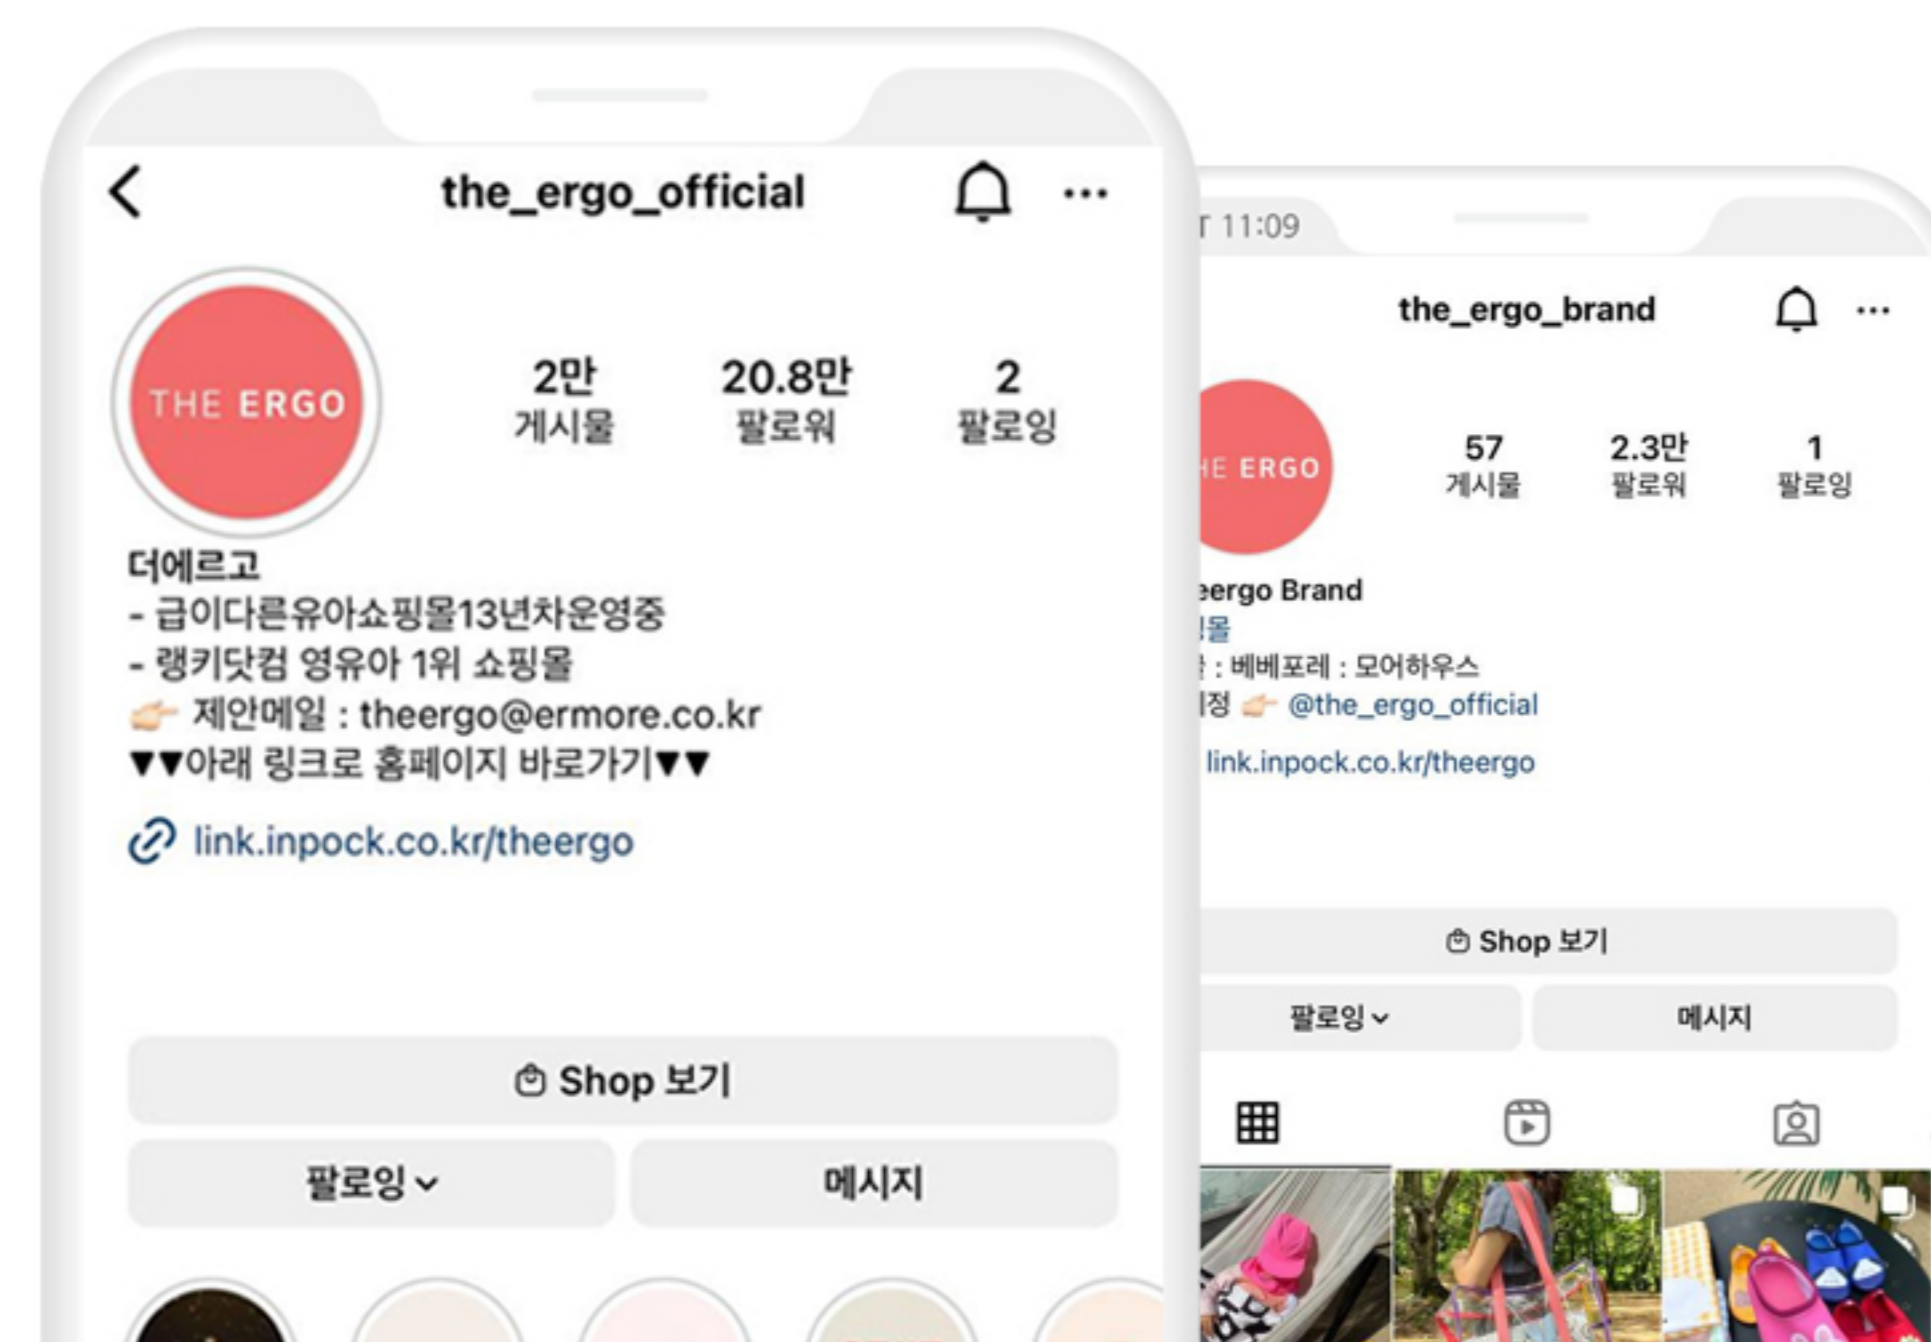 the_ergo_official
THE ERGO
2만 20.8만 2
게시물 팔로워 팔로잉
더에르고
- 급이다른유아쇼핑몰13년차운영중
- 랭키닷컴 영유아 1위 쇼핑몰
👉🏻 제안메일 : theergo@ermore.co.kr
▼▼아래 링크로 홈페이지 바로가기▼▼
link.inpock.co.kr/theergo
Shop 보기
팔로잉 메시지
11:09
the_ergo_brand
ERGO
57 2.3만 1
게시물 팔로워 팔로잉
Brand
: 베베포레 : 모어하우스
👉🏻 @the_ergo_official
link.inpock.co.kr/theergo
Shop 보기
팔로잉 메시지